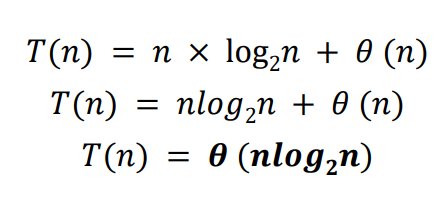 T(n) = n × log₂n + θ (n)
T(n) = nlog₂n + θ (n)
T(n) = θ (nlog₂n)